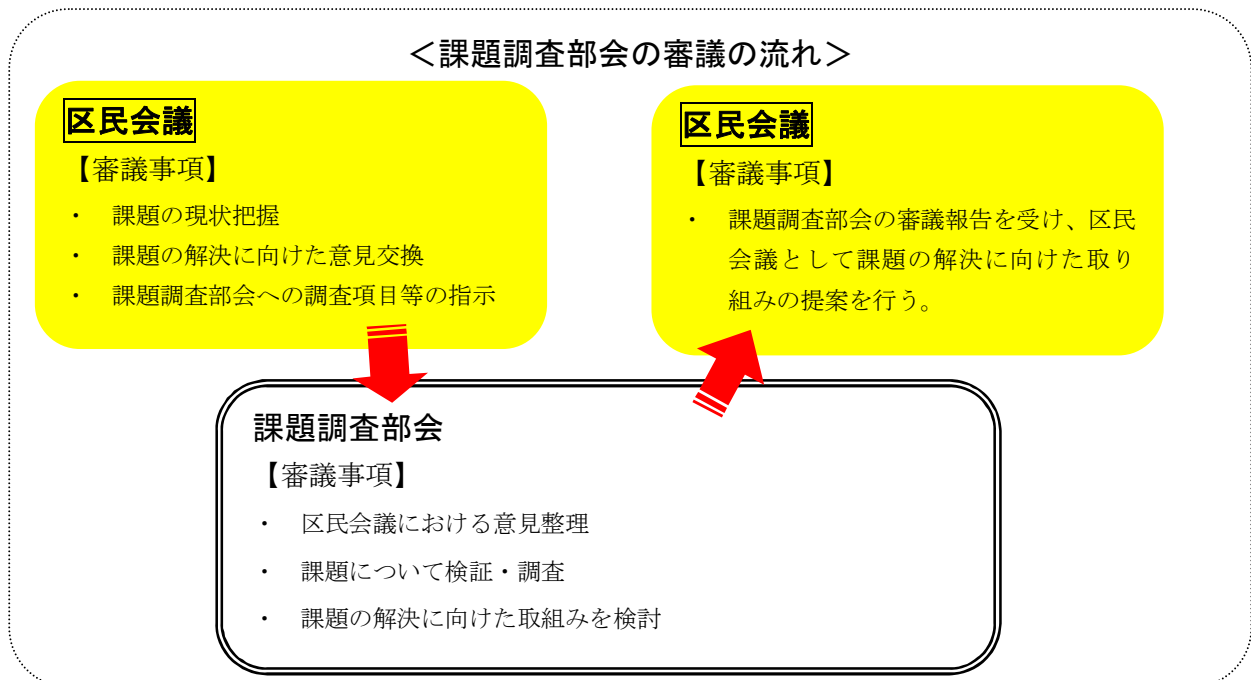 ＜課題調査部会の審議の流れ＞
区民会議
【審議事項】
・ 課題の現状把握
・ 課題の解決に向けた意見交換
・ 課題調査部会への調査項目等の指示
区民会議
【審議事項】
・ 課題調査部会の審議報告を受け、区民
会議として課題の解決に向けた取り
組みの提案を行う。
課題調査部会
【審議事項】
・ 区民会議における意見整理
・ 課題について検証・調査
・ 課題の解決に向けた取組みを検討